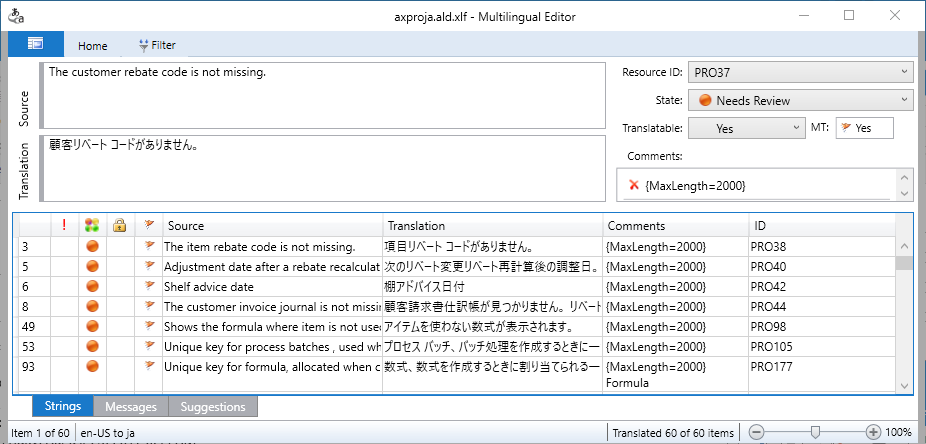 axproja.ald.xlf - Multilingual Editor
Home
Filter
Source
The customer rebate code is not missing.
Translation
顧客リベート コードがありません。
Resource ID: PRO37
State: Needs Review
Translatable: Yes MT: Yes
Comments:
{MaxLength=2000}
Source Translation Comments ID
3 The item rebate code is not missing. 項目リベート コードがありません。 {MaxLength=2000} PRO38
5 Adjustment date after a rebate recalculat 次のリベート変更リベート再計算後の調整日。 {MaxLength=2000} PRO40
6 Shelf advice date 棚アドバイス日付 {MaxLength=2000} PRO42
8 The customer invoice journal is not missin 顧客請求書仕訳帳が見つかりません。リベート {MaxLength=2000} PRO44
49 Shows the formula where item is not used アイテムを使わない数式が表示されます。 {MaxLength=2000} PRO98
53 Unique key for process batches , used wh プロセス バッチ、バッチ処理を作成するときに一 {MaxLength=2000} PRO105
93 Unique key for formula, allocated when c 数式、数式を作成するときに割り当てられる一 {MaxLength=2000} PRO177
Formula
Strings Messages Suggestions
Item 1 of 60 en-US to ja Translated 60 of 60 items 100%